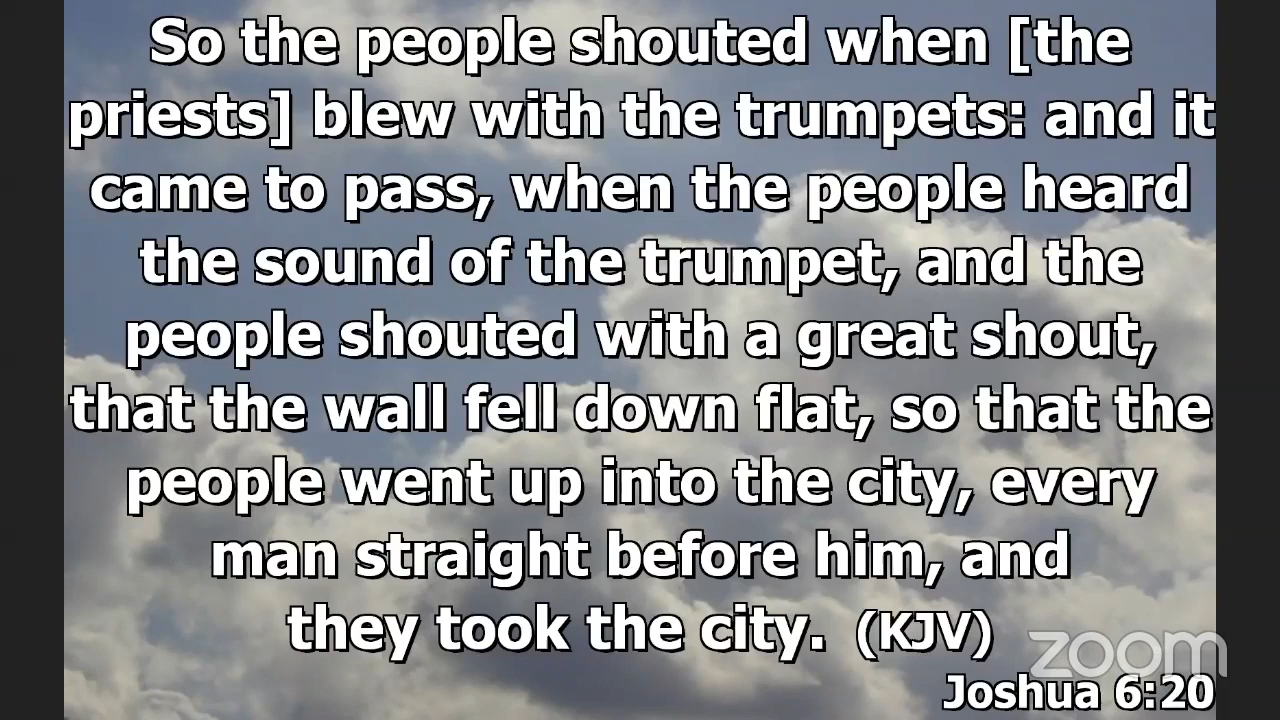 So the people shouted when [the
priests] blew with the trumpets: and it
came to pass, when the people heard
the sound of the trumpet, and the
people shouted with a great shout,
that the wall fell down flat, so that the
people went up into the city, every
man straight before him, and
they took the city. (KJV)
zoom
Joshua 6:20